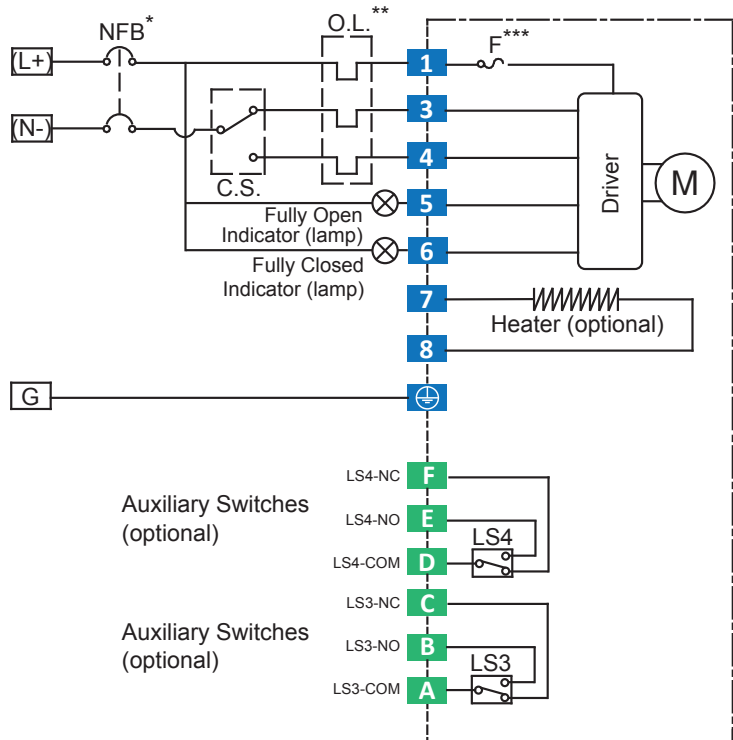 NFB*
O.L.**
F***
(L+)
1
(N-)
3
C.S.
4
Driver
M
Fully Open
Indicator (lamp)
5
Fully Closed
Indicator (lamp)
6
7
Heater (optional)
8
G
LS4-NC
F
Auxiliary Switches
(optional)
LS4-NO
E
LS4
LS4-COM
D
LS3-NC
C
Auxiliary Switches
(optional)
LS3-NO
B
LS3
LS3-COM
A